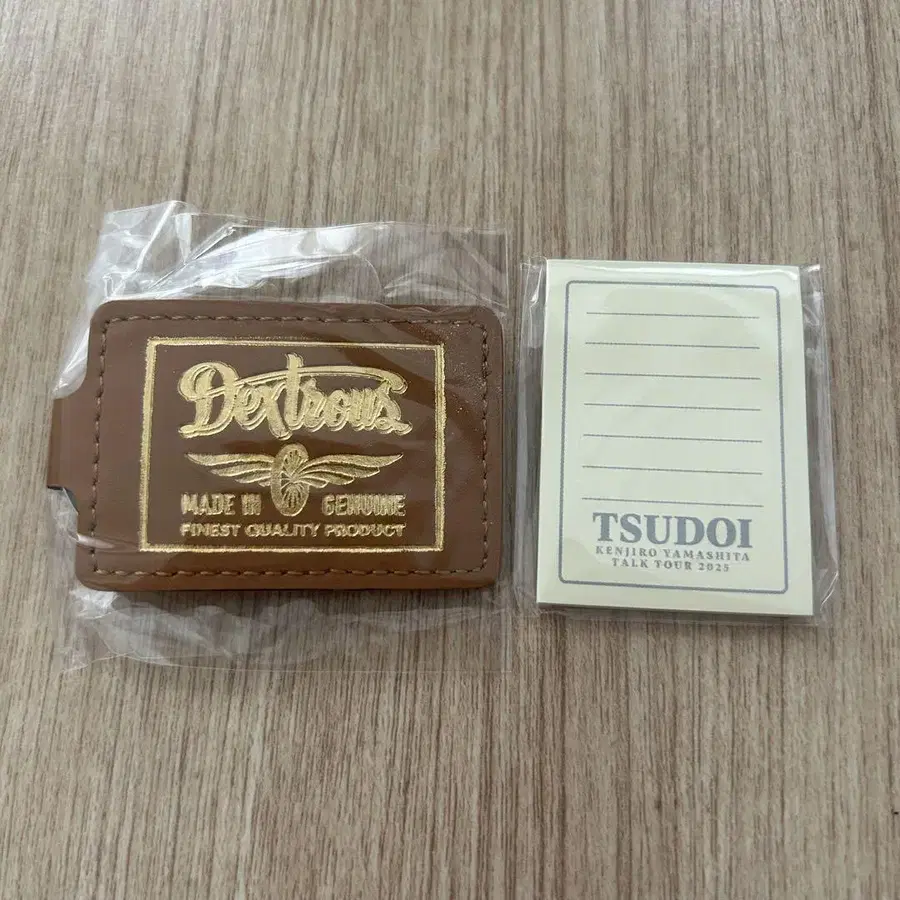 Dextrous
MADE IN GENUINE
FINEST QUALITY PRODUCT
TSUDOI
KENJIRO YAMASHITA
TALK TOUR 2025